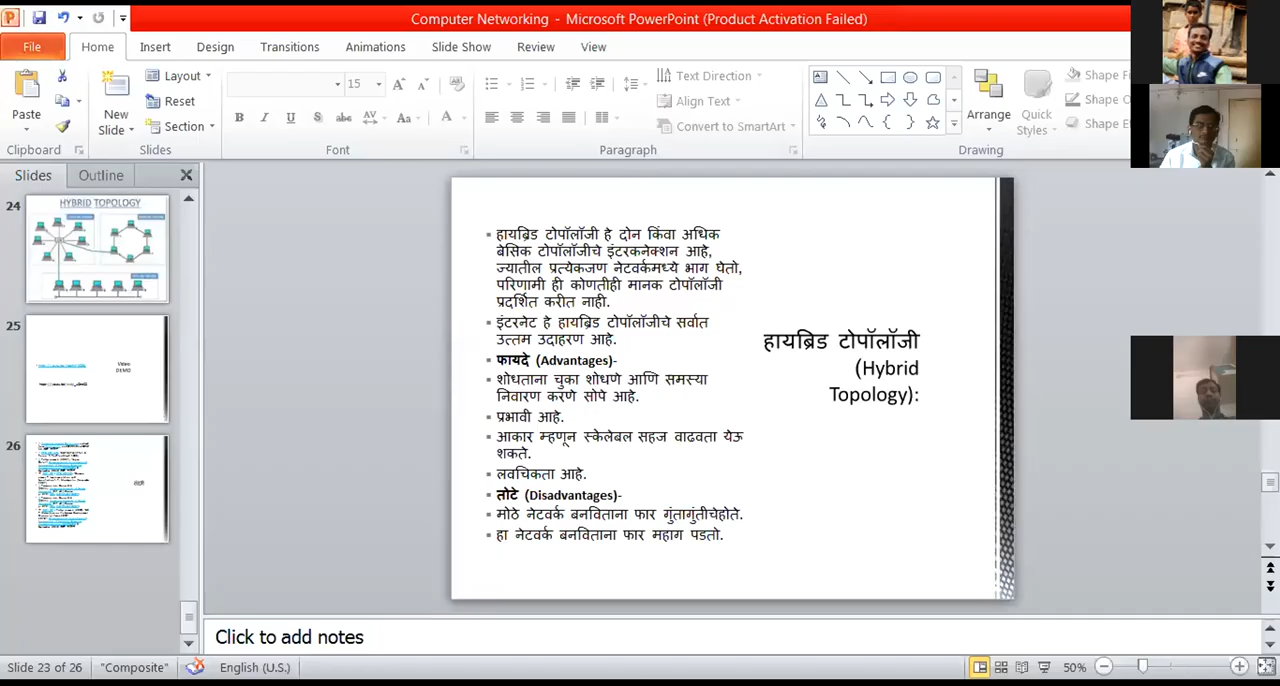 Computer Networking - Microsoft PowerPoint (Product Activation Failed)
File Home Insert Design Transitions Animations Slide Show Review View
Paste
Clipboard
New Slide
Layout
Reset
Section
Slides
15
B I U S abc AV Aa A
Font
Text Direction
Align Text
Convert to SmartArt
Paragraph
Arrange
Quick Styles
Shape F
Shape O
Shape E
Drawing
Slides Outline
24
HYBRID TOPOLOGY
25
Video
DEMO
26
हायब्रिड टोपॉलॉजी हे दोन किंवा अधिक
बेसिक टोपॉलॉजीचे इंटरकनेक्शन आहे,
ज्यातील प्रत्येकजण नेटवर्कमध्ये भाग घेतो,
परिणामी ही कोणतीही मानक टोपॉलॉजी
प्रदर्शित करीत नाही.
इंटरनेट हे हायब्रिड टोपॉलॉजीचे सर्वात
उत्तम उदाहरण आहे.
फायदे (Advantages)-
शोधताना चुका शोधणे आणि समस्या
निवारण करणे सोपे आहे.
प्रभावी आहे.
आकार म्हणून स्केलेबल सहज वाढवता येऊ
शकते.
लवचिकता आहे.
तोटे (Disadvantages)-
मोठे नेटवर्क बनविताना फार गुंतागुंतीचेहोते.
हा नेटवर्क बनविताना फार महाग पडतो.
हायब्रिड टोपॉलॉजी
(Hybrid
Topology):
Click to add notes
Slide 23 of 26 "Composite" English (U.S.) 50%